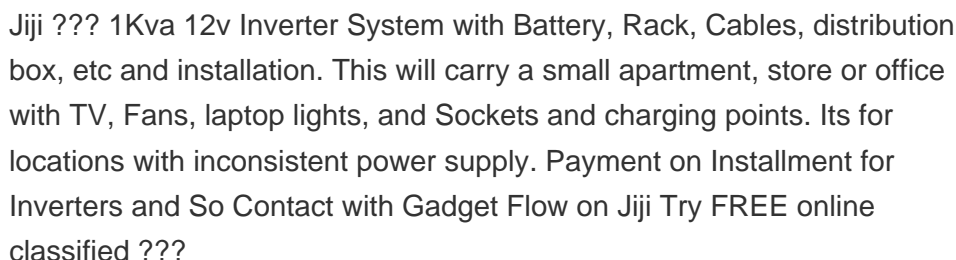 Jiji ??? 1Kva 12v Inverter System with Battery, Rack, Cables, distribution
box, etc and installation. This will carry a small apartment, store or office
with TV, Fans, laptop lights, and Sockets and charging points. Its for
locations with inconsistent power supply. Payment on Installment for
Inverters and So Contact with Gadget Flow on Jiji Try FREE online
classified ???